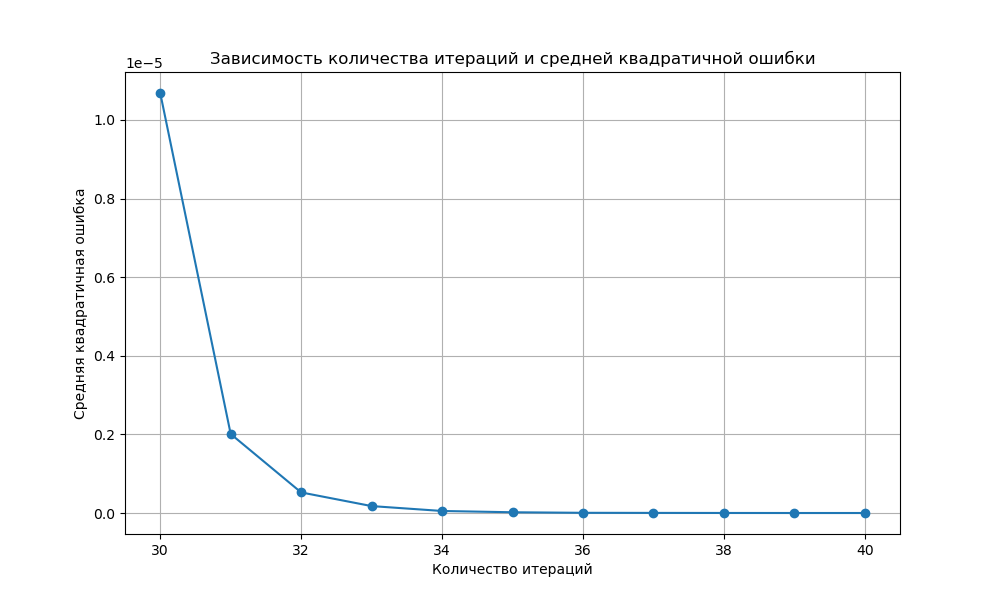 Зависимость количества итераций и средней квадратичной ошибки
1e−5
1.0
0.8
0.6
0.4
0.2
0.0
Средняя квадратичная ошибка
30 32 34 36 38 40
Количество итераций